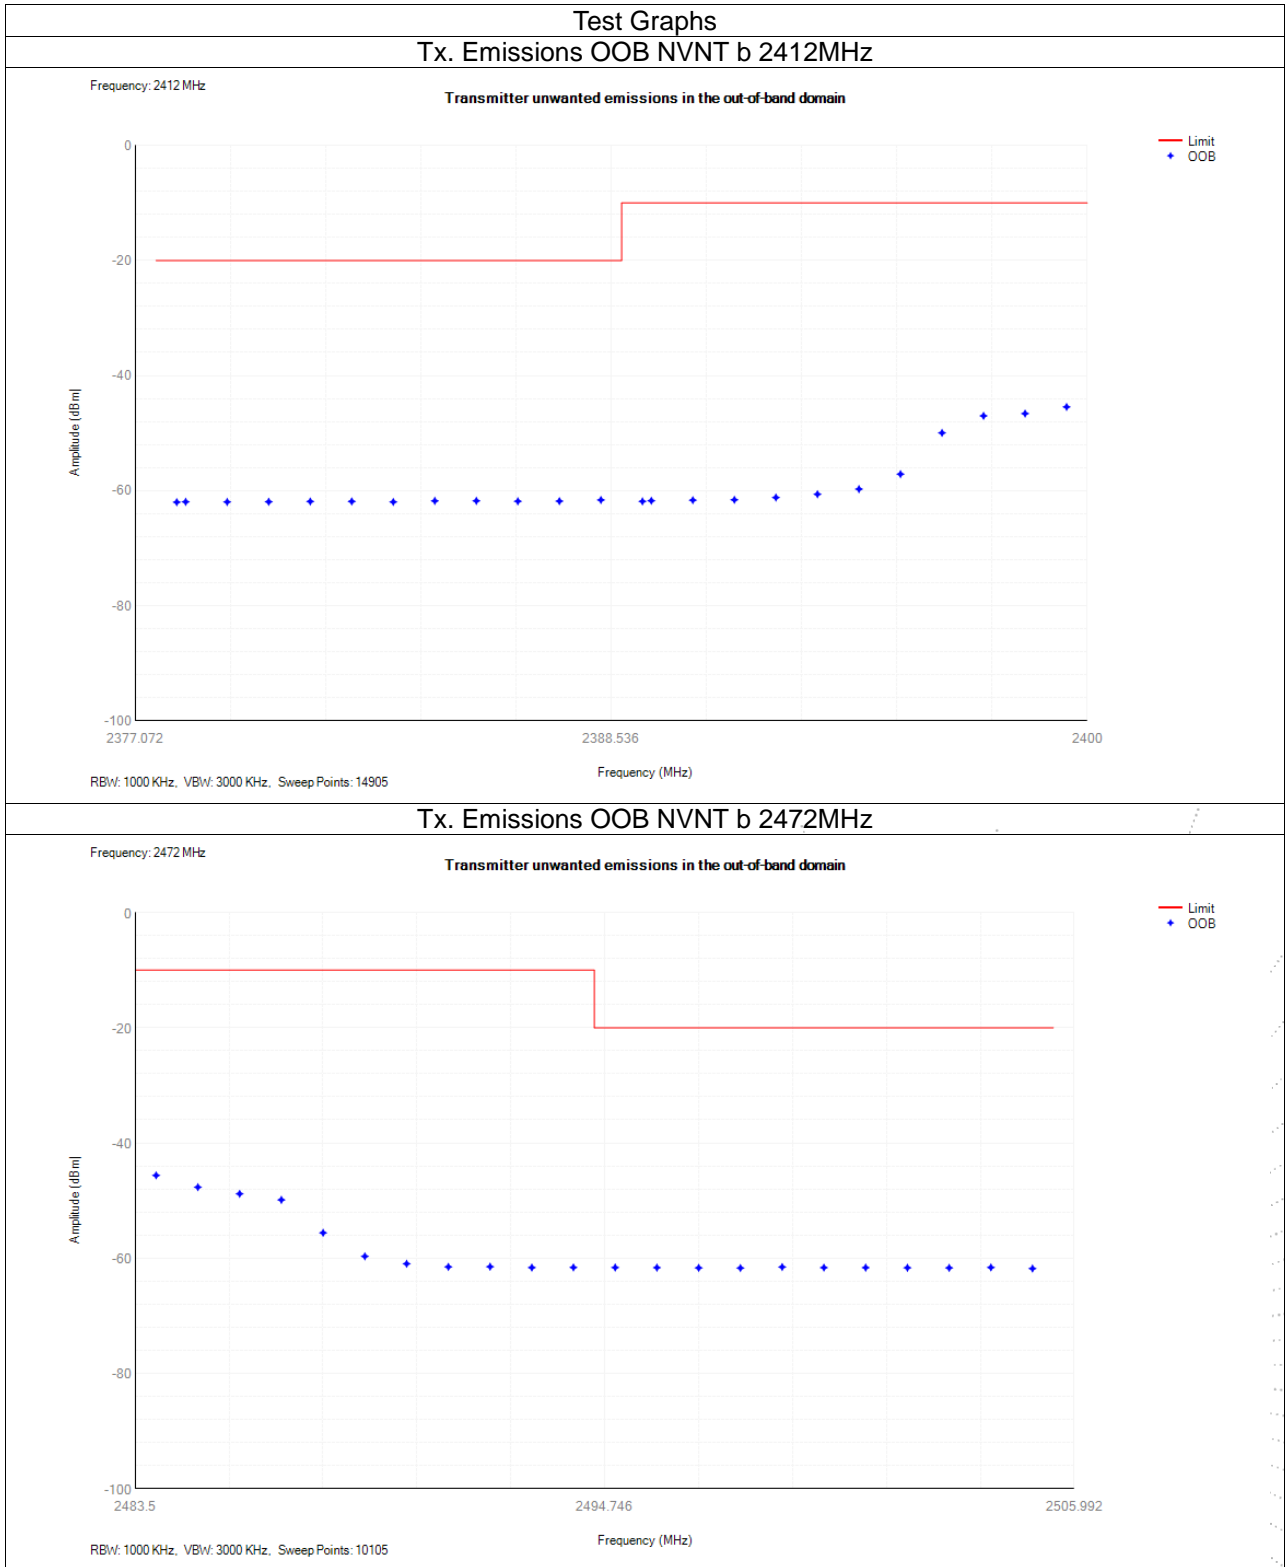 Test Graphs
Tx. Emissions OOB NVNT b 2412MHz
Frequency: 2412 MHz
Transmitter unwanted emissions in the out-of-band domain
Limit
OOB
0
-20
-40
-60
-80
-100
Amplitude [dBm]
2377.072 2388.536 2400
Frequency (MHz)
RBW: 1000 KHz, VBW: 3000 KHz, Sweep Points: 14905
Tx. Emissions OOB NVNT b 2472MHz
Frequency: 2472 MHz
Transmitter unwanted emissions in the out-of-band domain
Limit
OOB
0
-20
-40
-60
-80
-100
Amplitude [dBm]
2483.5 2494.746 2505.992
Frequency (MHz)
RBW: 1000 KHz, VBW: 3000 KHz, Sweep Points: 10105